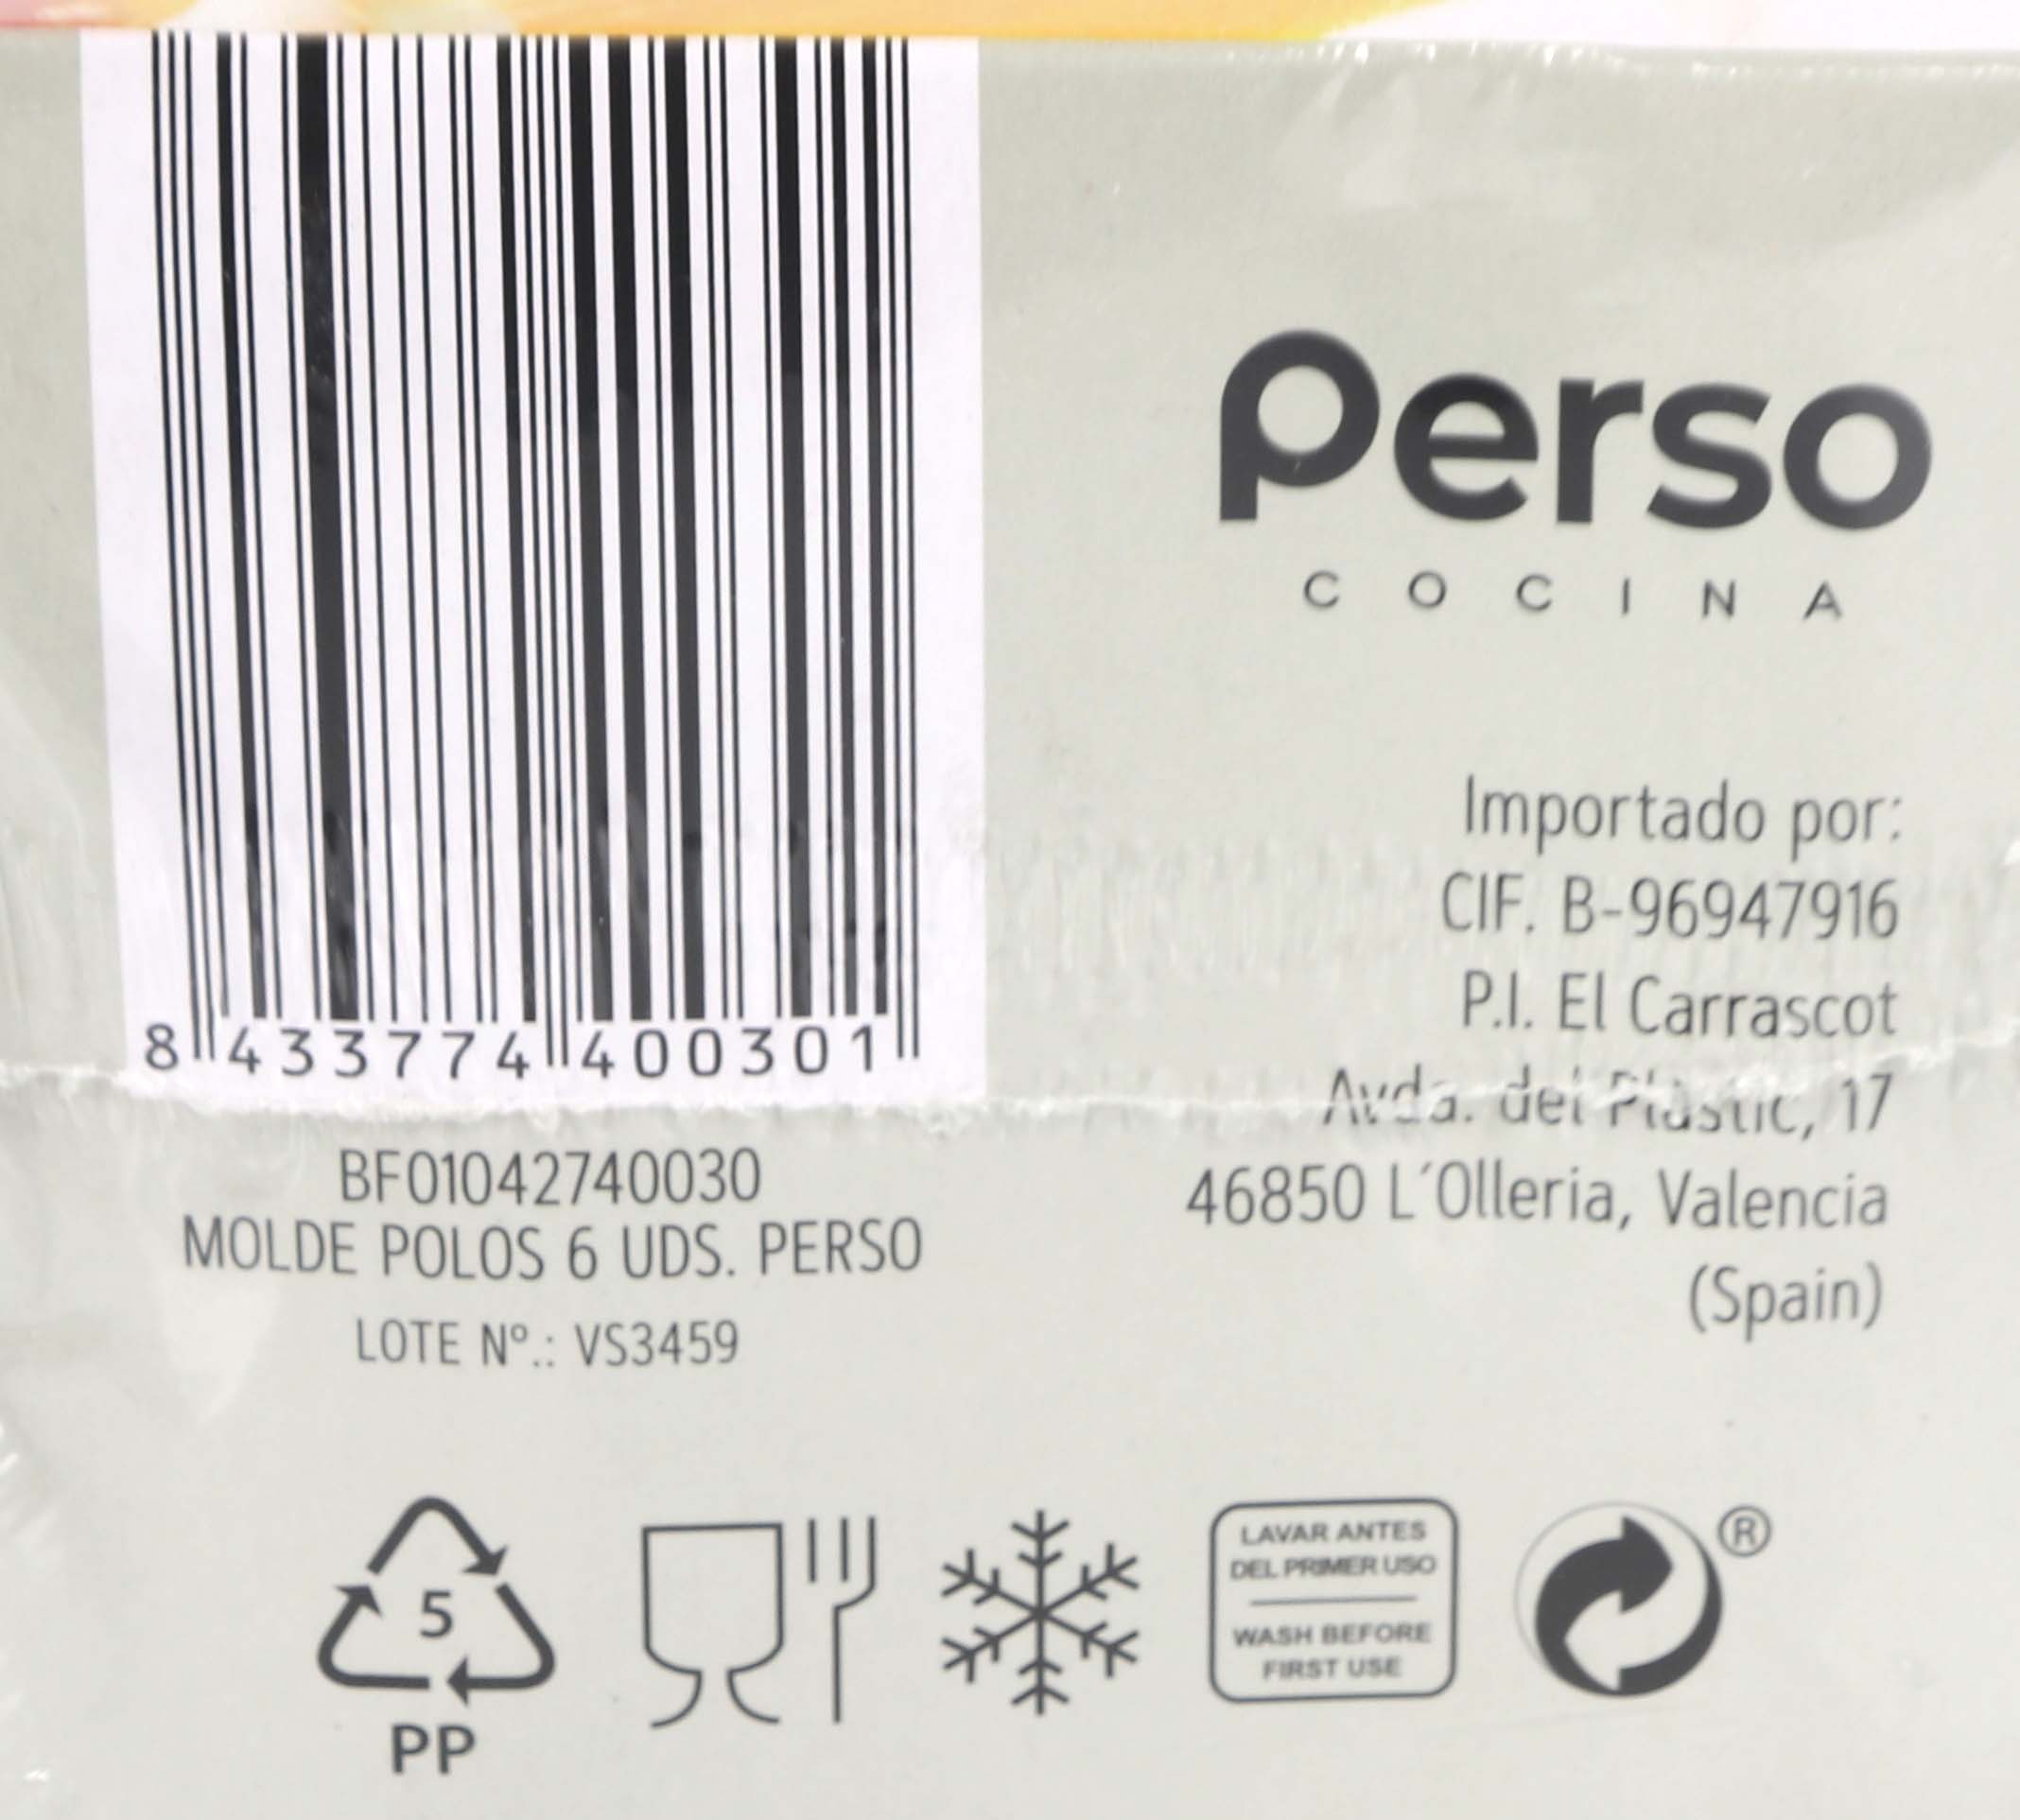 8 433774 400301
BF01042740030
MOLDE POLOS 6 UDS. PERSO
LOTE Nº.: VS3459
Perso
COCINA
Importado por:
CIF. B-96947916
P.I. El Carrascot
Avda. del Plàstic, 17
46850 L´Olleria, Valencia
(Spain)
5
PP
LAVAR ANTES
DEL PRIMER USO
WASH BEFORE
FIRST USE
®